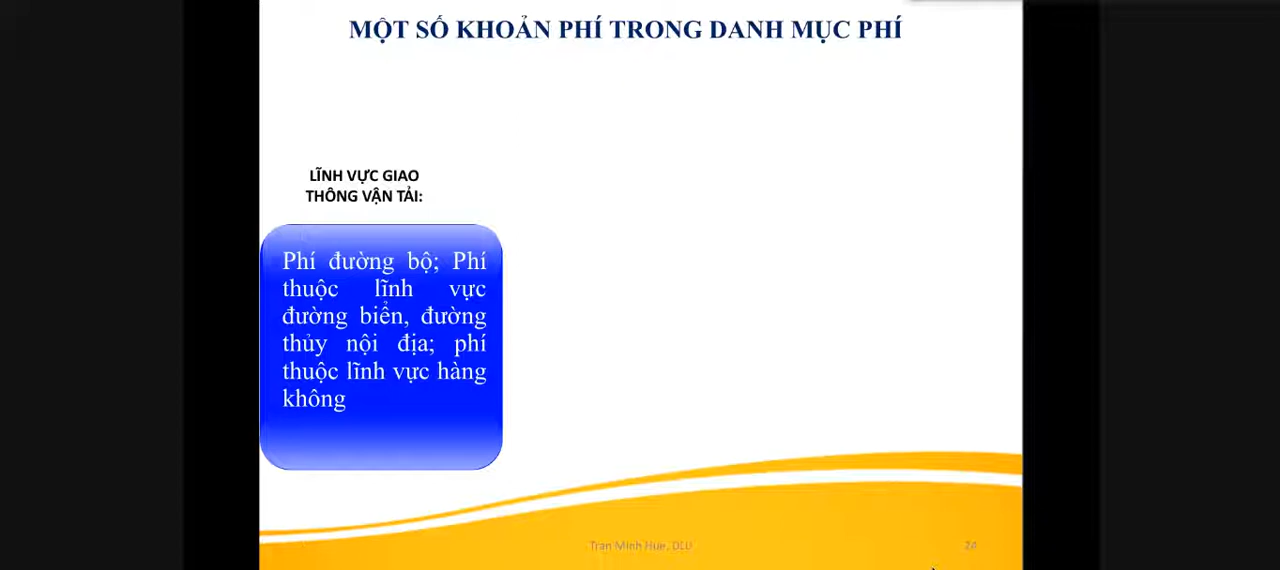 MỘT SỐ KHOẢN PHÍ TRONG DANH MỤC PHÍ
LĨNH VỰC GIAO
THÔNG VẬN TẢI:
Phí đường bộ; Phí
thuộc lĩnh vực
đường biển, đường
thủy nội địa; phí
thuộc lĩnh vực hàng
không
Tran Minh Hue, DLU
24